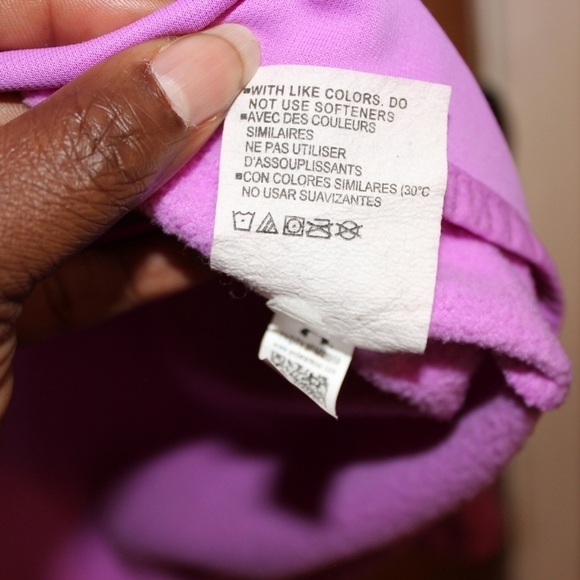 ▪WITH LIKE COLORS. DO
NOT USE SOFTENERS
▪AVEC DES COULEURS
SIMILAIRES
NE PAS UTILISER
D'ASSOUPLISSANTS
▪CON COLORES SIMILARES (30°C
NO USAR SUAVIZANTES